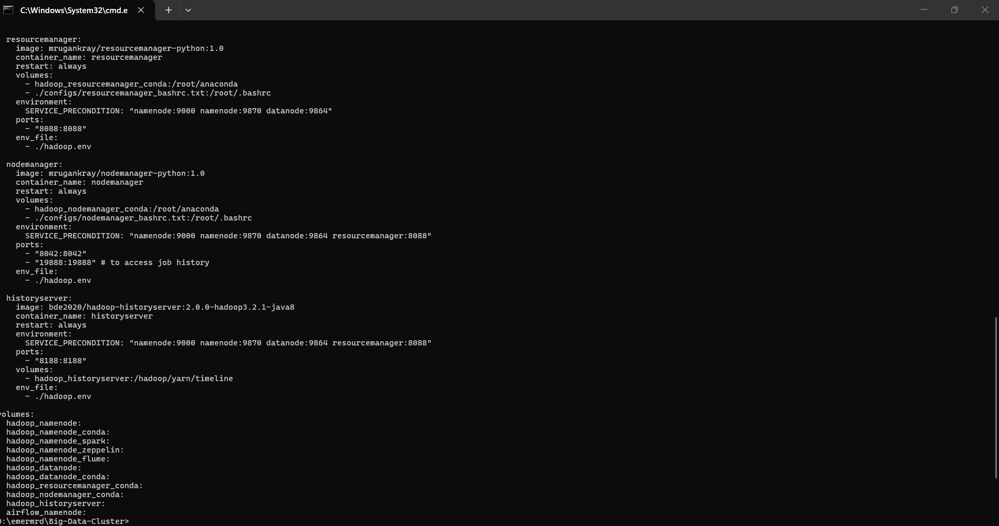 C:\Windows\System32\cmd.e
resourcemanager:
image: mrugankray/resourcemanager-python:1.0
container_name: resourcemanager
restart: always
volumes:
- hadoop_resourcemanager_conda:/root/anaconda
- ./configs/resourcemanager_bashrc.txt:/root/.bashrc
environment:
SERVICE_PRECONDITION: "namenode:9000 namenode:9870 datanode:9864"
ports:
- "8088:8088"
env_file:
- ./hadoop.env
nodemanager:
image: mrugankray/nodemanager-python:1.0
container_name: nodemanager
restart: always
volumes:
- hadoop_nodemanager_conda:/root/anaconda
- ./configs/nodemanager_bashrc.txt:/root/.bashrc
environment:
SERVICE_PRECONDITION: "namenode:9000 namenode:9870 datanode:9864 resourcemanager:8088"
ports:
- "8042:8042"
- "19888:19888" # to access job history
env_file:
- ./hadoop.env
historyserver:
image: bde2020/hadoop-historyserver:2.0.0-hadoop3.2.1-java8
container_name: historyserver
restart: always
environment:
SERVICE_PRECONDITION: "namenode:9000 namenode:9870 datanode:9864 resourcemanager:8088"
ports:
- "8188:8188"
volumes:
- hadoop_historyserver:/hadoop/yarn/timeline
env_file:
- ./hadoop.env
volumes:
hadoop_namenode:
hadoop_namenode_conda:
hadoop_namenode_spark:
hadoop_namenode_zeppelin:
hadoop_namenode_flume:
hadoop_datanode:
hadoop_datanode_conda:
hadoop_resourcemanager_conda:
hadoop_nodemanager_conda:
hadoop_historyserver:
airflow_namenode:
D:\emermrd\Big-Data-Cluster>